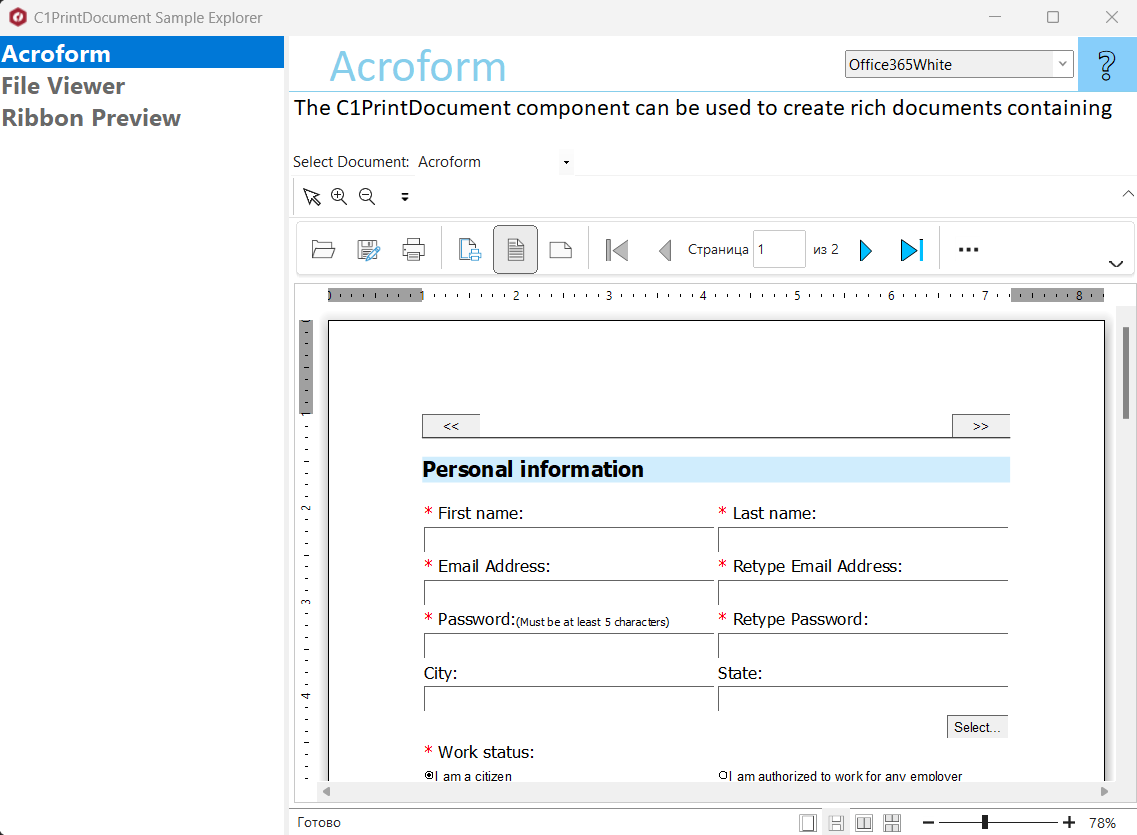 C1PrintDocument Sample Explorer
Acroform
File Viewer
Ribbon Preview
Acroform
Office365White
?
The C1PrintDocument component can be used to create rich documents containing
Select Document: Acroform
Страница 1 из 2
1 2 3 4 5 6 7 8
<< >>
Personal information
* First name: * Last name:
* Email Address: * Retype Email Address:
* Password:(Must be at least 5 characters) * Retype Password:
City: State:
Select...
* Work status:
I am a citizen I am authorized to work for any employer
2
3
4
Готово
78%